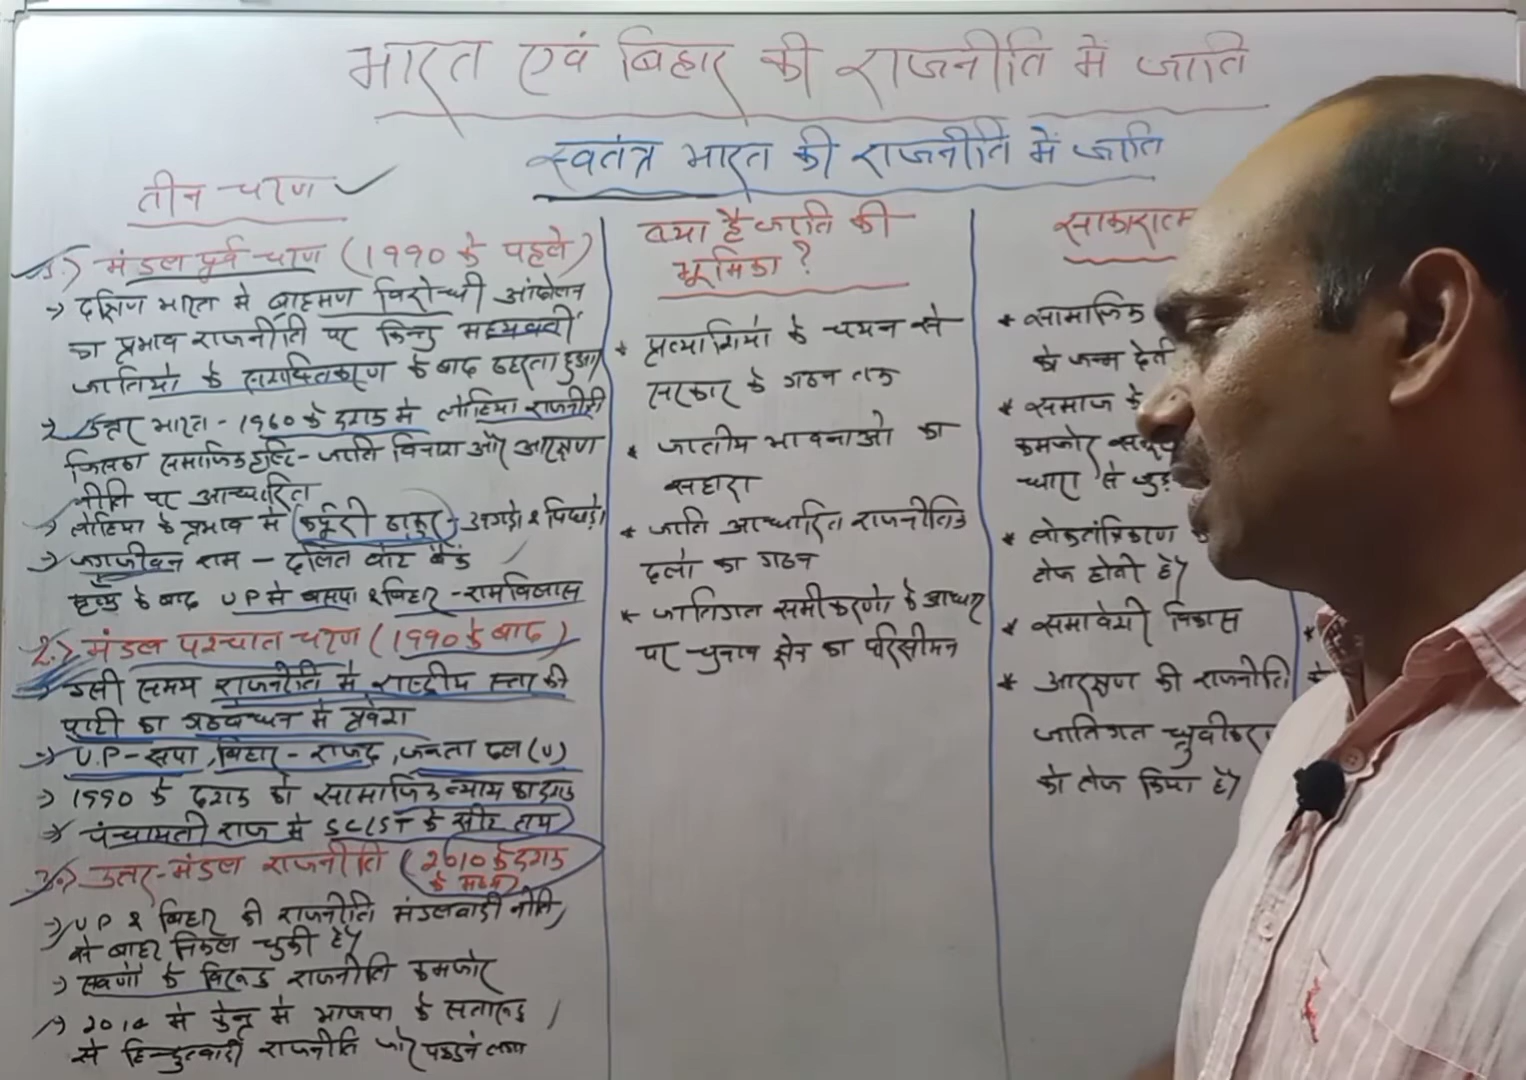 भारत एवं बिहार की राजनीति में जाति
स्वतंत्र भारत की राजनीति में जाति
तीन चरण
1.) मंडल पूर्व चरण (1990 के पहले)
→ दक्षिण भारत मे ब्राह्मण विरोधी आंदोलन
का प्रभाव राजनीति पर किन्तु मध्यवर्ती
जातियो के सशक्तिकरण के बाद ठहरता हुआ
→ उत्तर भारत - 1960 के दशक मे लोहिया राजनीति
जिसका समाजिक दृष्टि - जाति विचारा और आरक्षण
नीति पर आधारित
→ लोहिया के प्रभाव मे कर्पूरी ठाकुर - अगड़े & पिछड़े
→ जगजीवन राम - दलित वोट बैंक
के बाद UP मे बसपा & बिहार - रामविलास
2.) मंडल पश्चात चरण (1990 के बाद)
→ इसी समय राजनीति मे राष्ट्रीय स्तर की
पार्टी का गठबंधन मे प्रवेश
→ U.P - सपा, बिहार - राजद, जनता दल (U)
→ 1990 के दशक को सामाजिक न्याय का दशक
→ पंचायती राज मे SC/ST के सीट तय
3.) उत्तर-मंडल राजनीति (2010 के दशक
के मध्य)
→ UP & बिहार की राजनीति मंडलवादी नीति
से बाहर निकल चुकी है
→ सवर्णो के विरुद्ध राजनीति कमजोर
→ 2014 मे केन्द्र मे भाजपा के सतारूढ़
से हिन्दुत्वादी राजनीति जोर पकड़ने लगा
क्या है जाति की
भूमिका?
* प्रत्याशियो के चयन से
सरकार के गठन तक
* जातीय भावनाओ का
सहारा
* जाति आधारित राजनीतिक
दलो का गठन
* जातिगत समीकरणो के आधार
पर चुनाव क्षेत्र का परिसीमन
साकारात्म
* सामाजिक
को जन्म देती
* समाज के
कमजोर
धारा से जुड़
* लोकतांत्रिकरण
तेज होती है
* समावेशी विकास
* आरक्षण की राजनीति
जातिगत ध्रुवीकर
को तेज किया है